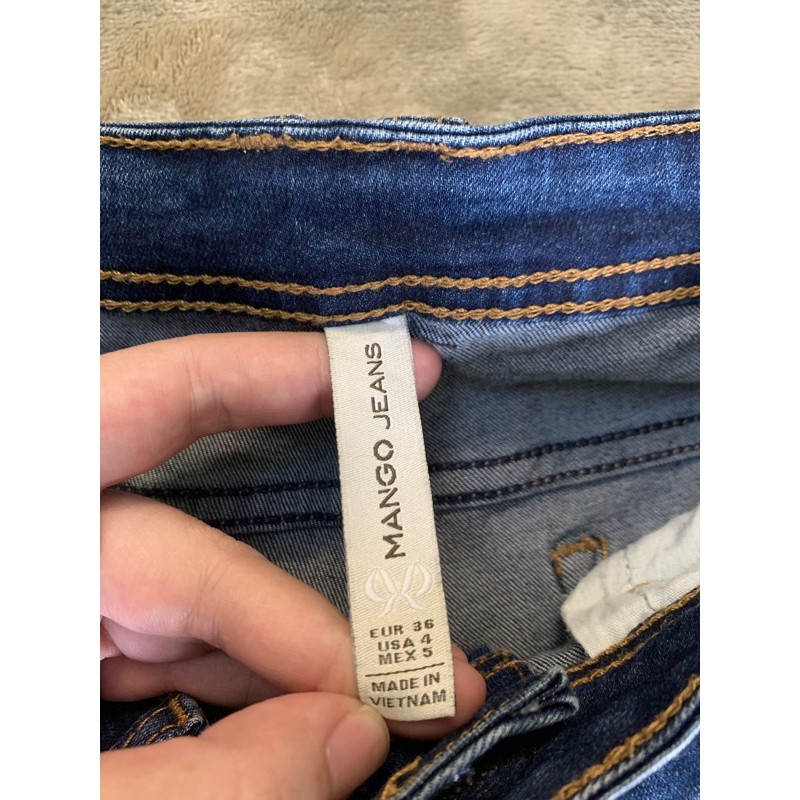 MANGO JEANS
EUR 36
USA 4
MEX 5
MADE IN
VIETNAM